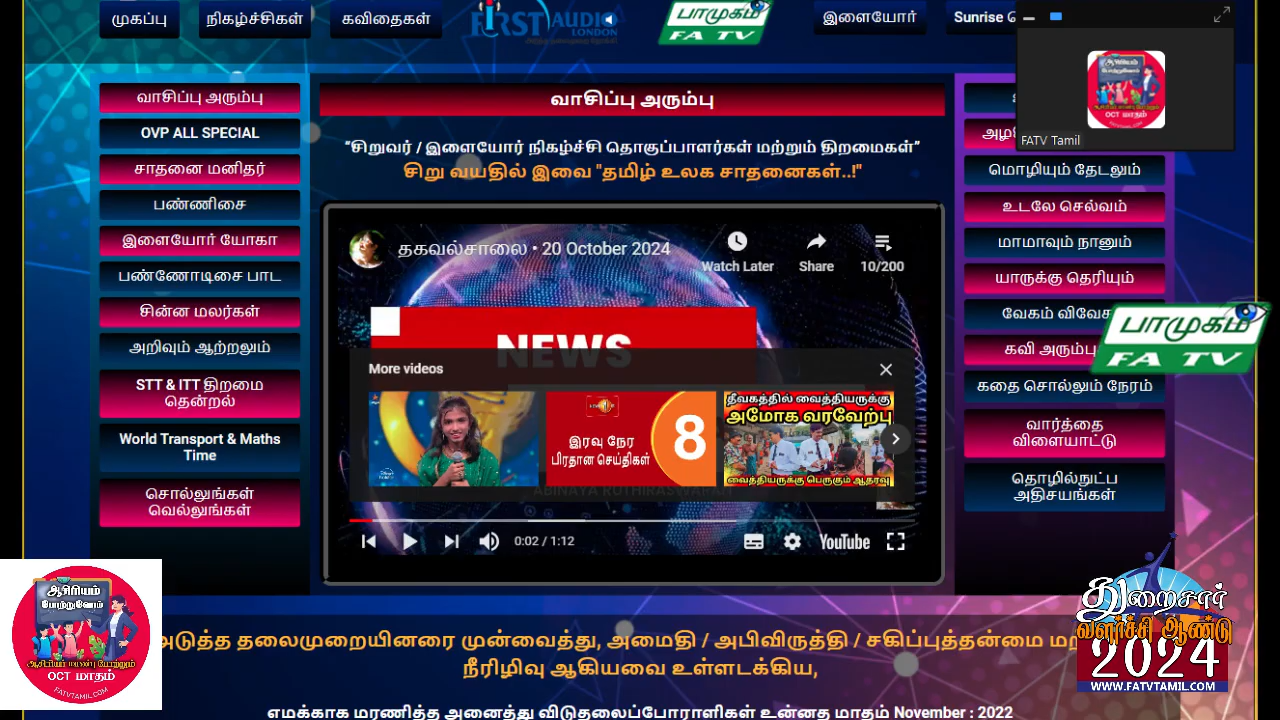 முகப்பு
நிகழ்ச்சிகள்
கவிதைகள்
FIRST AUDIO
LONDON
பாமுகம்
FA TV
இளையோர்
Sunrise
FATV Tamil
வாசிப்பு அரும்பு
OVP ALL SPECIAL
சாதனை மனிதர்
பண்ணிசை
இளையோர் யோகா
பண்ணோடிசை பாட
சின்ன மலர்கள்
அறிவும் ஆற்றலும்
STT & ITT திறமை
தென்றல்
World Transport & Maths
Time
சொல்லுங்கள்
வெல்லுங்கள்
வாசிப்பு அரும்பு
“சிறுவர் / இளையோர் நிகழ்ச்சி தொகுப்பாளர்கள் மற்றும் திறமைகள்”
சிறு வயதில் இவை "தமிழ் உலக சாதனைகள்..!"
தகவல்சாலை • 20 October 2024
Watch Later
Share
10/200
NEWS
More videos
இரவு நேர
பிரதான செய்திகள்
8
தீவகத்தில் வைத்தியருக்கு
அமோக வரவேற்பு
வைத்தியருக்கு பெருகும் ஆதரவு
ABINAYA RUTHIRASWARAN
0:02 / 1:12
YouTube
மொழியும் தேடலும்
உடலே செல்வம்
மாமாவும் நானும்
யாருக்கு தெரியும்
வேகம்
கவி அரும்பு
கதை சொல்லும் நேரம்
வார்த்தை
விளையாட்டு
தொழில்நுட்ப
அதிசயங்கள்
பாமுகம்
FA TV
ஆசிரியம்
போற்றுவோம்
ஆசிரியம் மாண்பு போற்றும்
OCT மாதம்
FATVTAMIL.COM
அடுத்த தலைமுறையினரை முன்வைத்து, அமைதி / அபிவிருத்தி / சகிப்புத்தன்மை
நீரிழிவு ஆகியவை உள்ளடக்கிய,
எமக்காக மரணித்த அனைத்து விடுதலைப்போராளிகள் உன்னத மாதம் November : 2022
துறைசார்
வளர்ச்சி ஆண்டு
2024
WWW.FATVTAMIL.COM